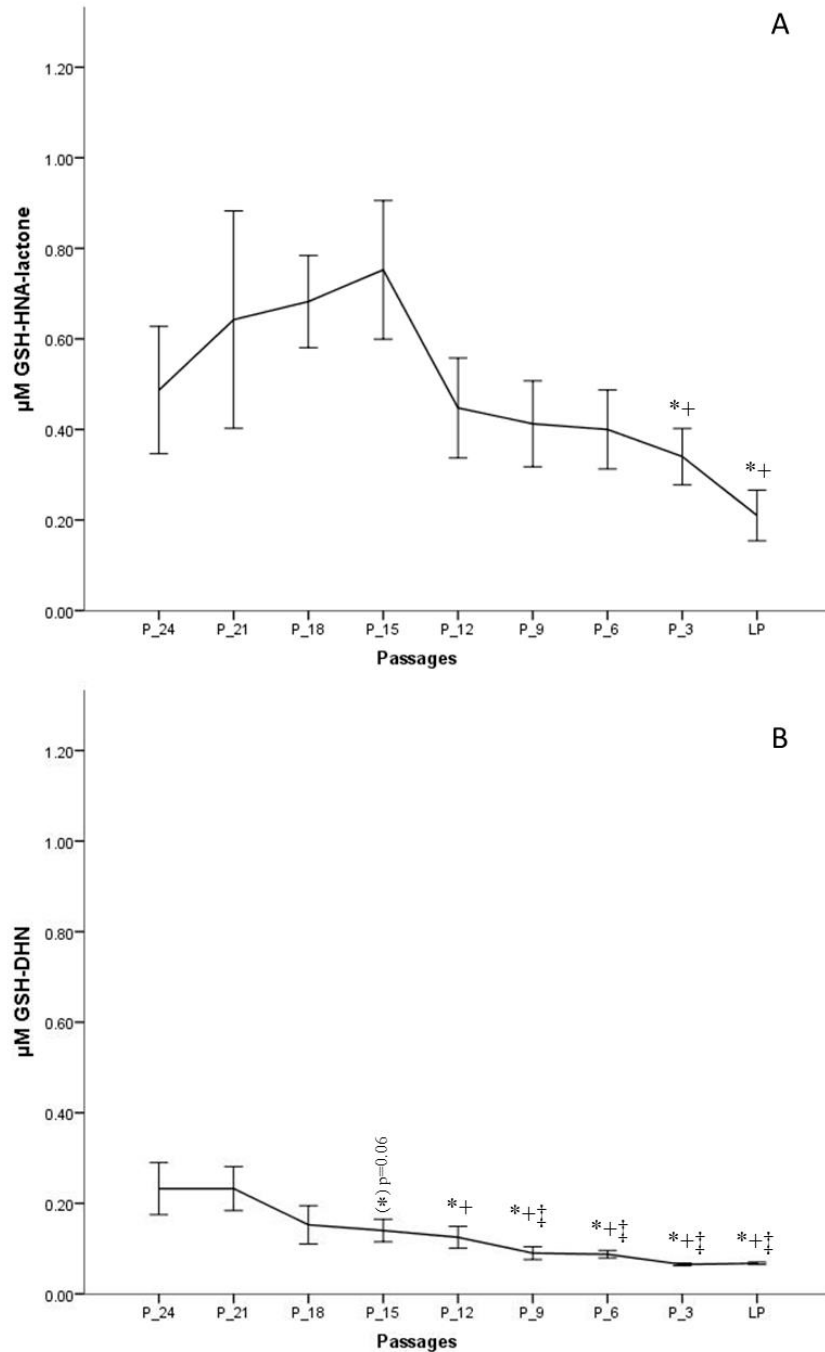 A
1.20
1.00
0.80
0.60
0.40
0.20
0.00
µM GSH-HNA-lactone
*+
*+
P_24 P_21 P_18 P_15 P_12 P_9 P_6 P_3 LP
Passages
B
1.20
1.00
0.80
0.60
0.40
0.20
0.00
µM GSH-DHN
(*) p=0.06
*+
*+‡
*+‡
*+‡
*+‡
P_24 P_21 P_18 P_15 P_12 P_9 P_6 P_3 LP
Passages